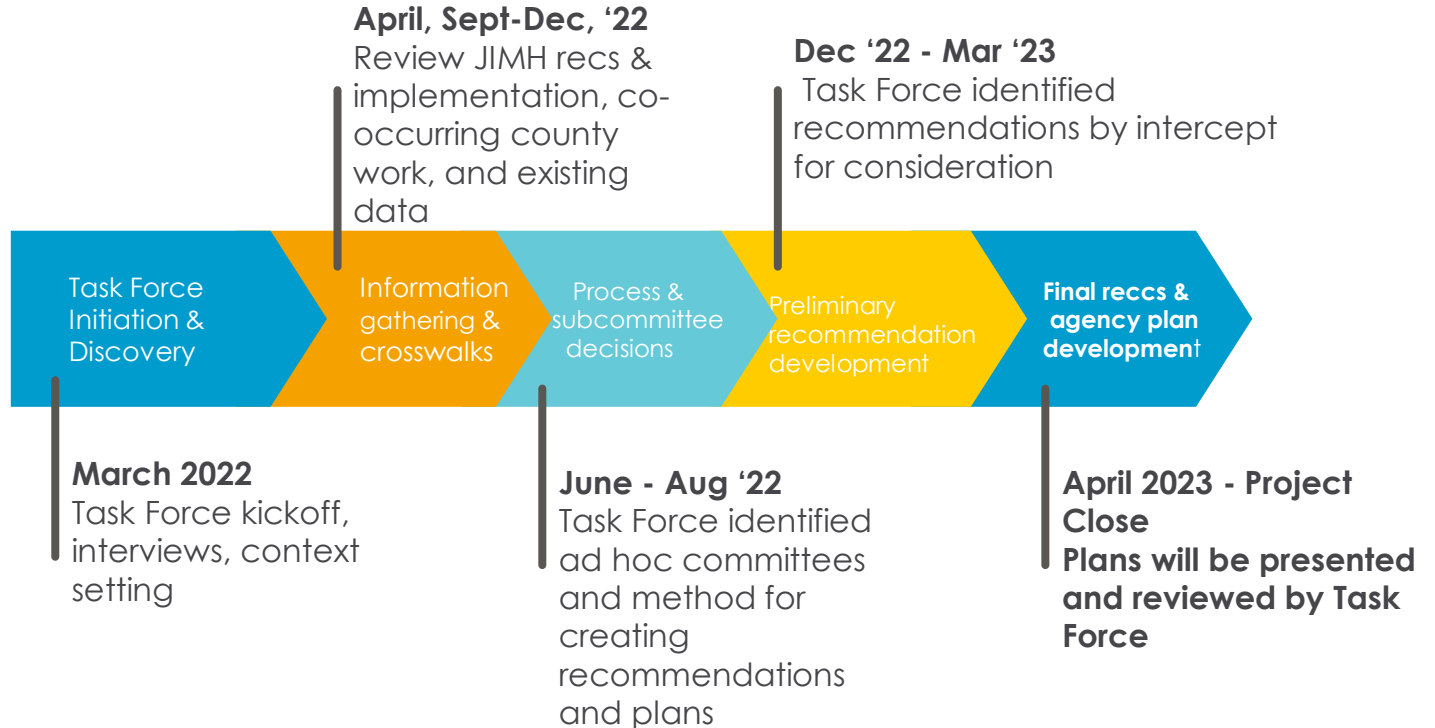 April, Sept-Dec, ‘22
Review JIMH recs &
implementation, co-
occurring county
work, and existing
data
Dec ‘22 - Mar ‘23
Task Force identified
recommendations by intercept
for consideration
Task Force
Initiation &
Discovery
Information
gathering &
crosswalks
Process &
subcommittee
decisions
Preliminary
recommendation
development
Final reccs &
agency plan
development
March 2022
Task Force kickoff,
interviews, context
setting
June - Aug ‘22
Task Force identified
ad hoc committees
and method for
creating
recommendations
and plans
April 2023 - Project
Close
Plans will be presented
and reviewed by Task
Force